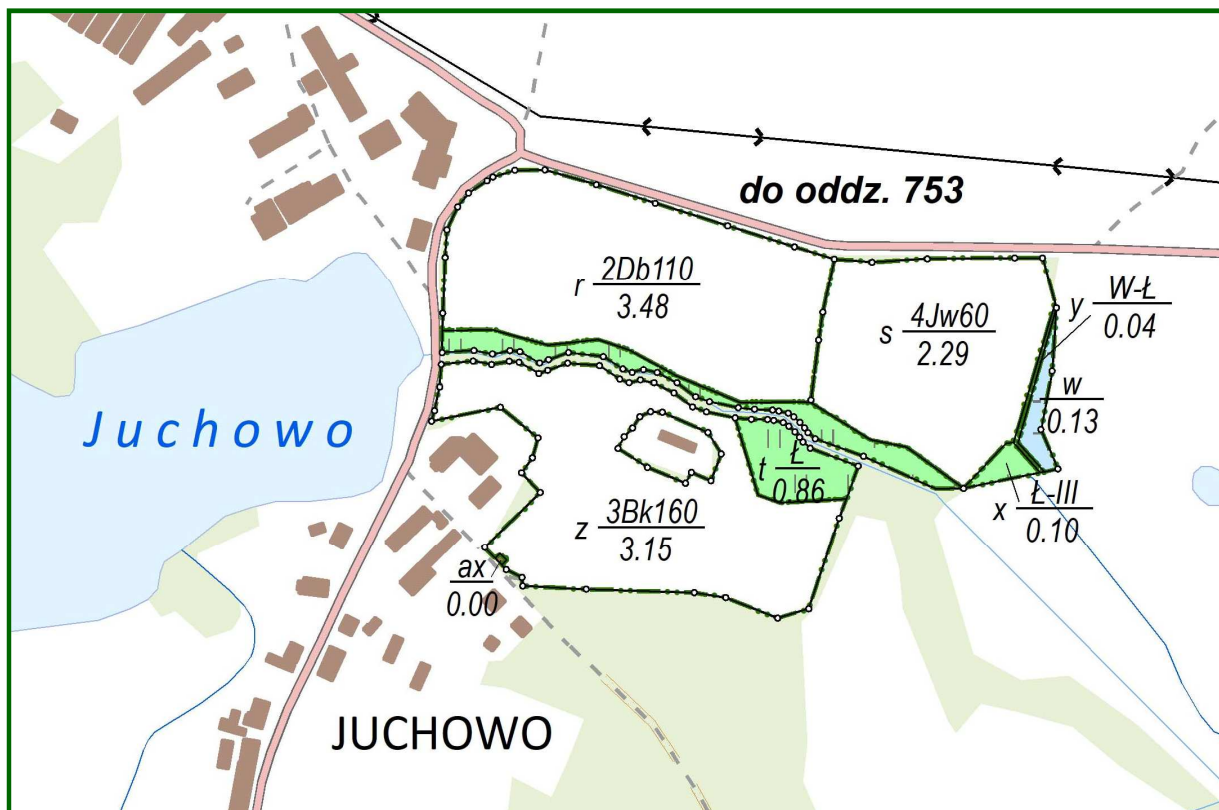 do oddz. 753
r 2Db110
3.48
s 4Jw60
2.29
y W-Ł
0.04
w
0.13
Juchowo
t Ł
0.86
x Ł-III
0.10
z 3Bk160
3.15
ax
0.00
JUCHOWO